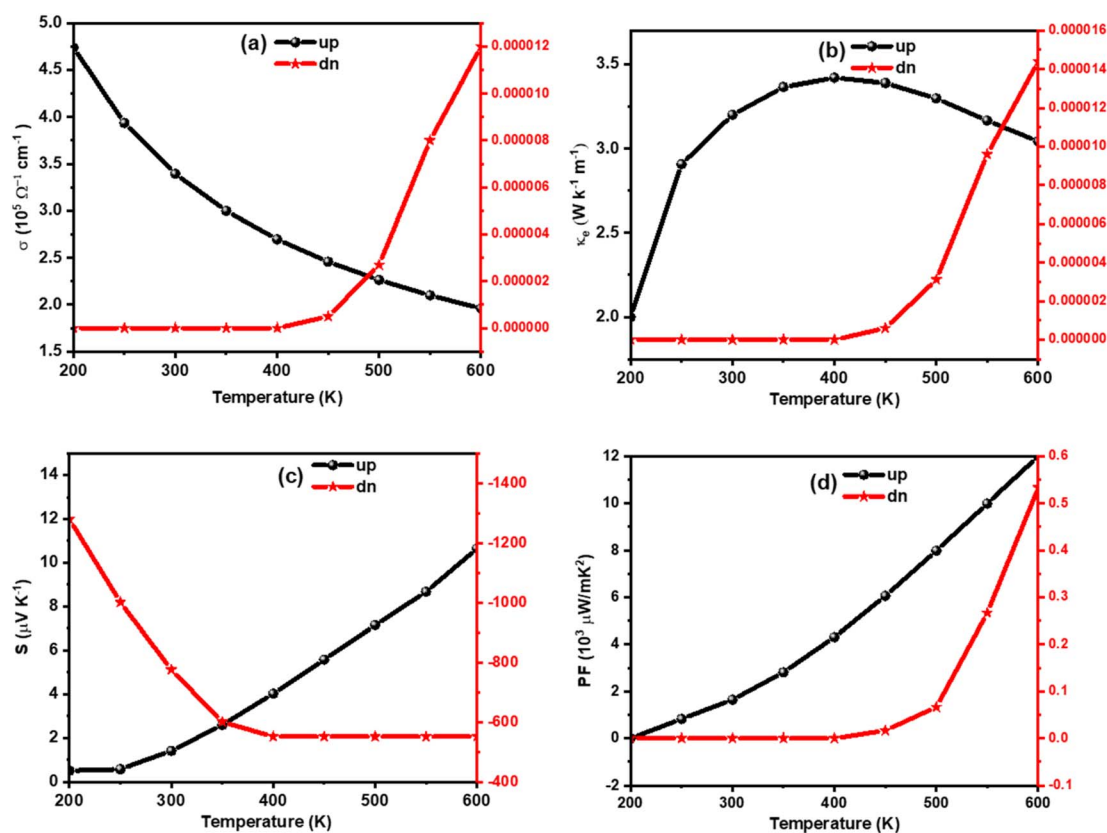 (a)
up
dn
σ (10⁵ Ω⁻¹ cm⁻¹)
5.0
4.5
4.0
3.5
3.0
2.5
2.0
1.5
0.000012
0.000010
0.000008
0.000006
0.000004
0.000002
0.000000
200 300 400 500 600
Temperature (K)
(b)
up
dn
κₑ (W k⁻¹ m⁻¹)
3.5
3.0
2.5
2.0
0.000016
0.000014
0.000012
0.000010
0.000008
0.000006
0.000004
0.000002
0.000000
200 300 400 500 600
Temperature (K)
(c)
up
dn
S (μV K⁻¹)
14
12
10
8
6
4
2
0
-1400
-1200
-1000
-800
-600
-400
200 300 400 500 600
Temperature (K)
(d)
up
dn
PF (10³ μW/mK²)
12
10
8
6
4
2
0
-2
0.6
0.5
0.4
0.3
0.2
0.1
0.0
-0.1
200 300 400 500 600
Temperature (K)